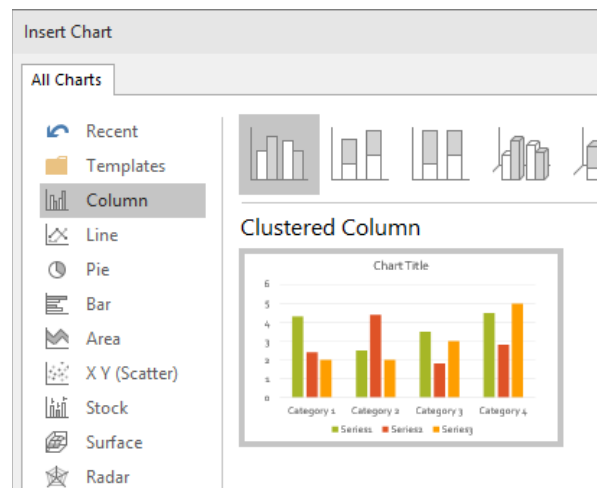 Insert Chart
All Charts
Recent
Templates
Column
Line
Pie
Bar
Area
X Y (Scatter)
Stock
Surface
Radar
Clustered Column
Chart Title
6
5
4
3
2
1
0
Category 1 Category 2 Category 3 Category 4
Series1 Series2 Series3